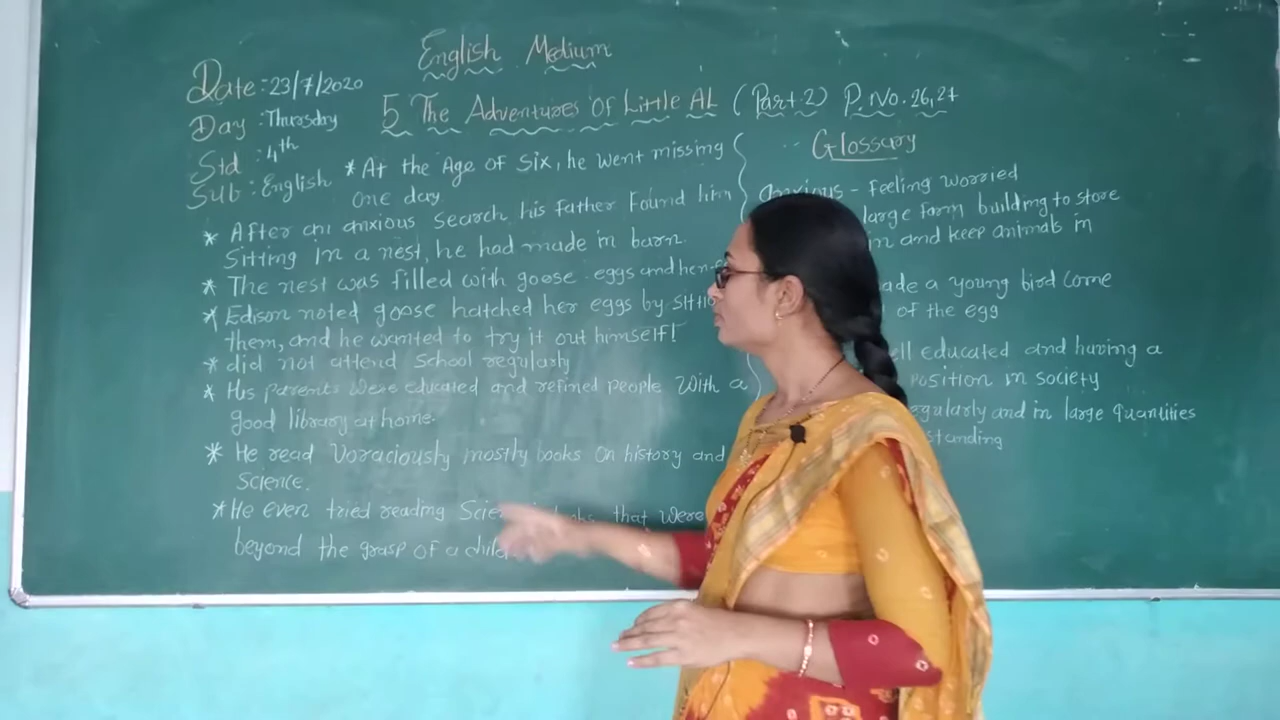 English Medium
Date:23/7/2020
5 The Adventures Of Little AL (Part.2) P. No. 26,27
Day :Thursday
Std :4th
Sub:English
* At the Age of six, he went missing
one day.
* After an anxious search his father Found him
Sitting in a nest, he had made in barn.
* The nest was filled with goose-eggs and hen-
* Edison noted goose hatched her eggs by
them, and he wanted to try it out himself!
* did not attend School regularly
* His parents were educated and refined people with a
good library at home.
* He read Voraciously mostly books on history and
Science.
* He even tried reading that were
beyond the grasp of a
Glossary
anxious - feeling worried
large farm building to store
in and keep animals in
a young bird come
of the egg
educated and having a
position in society
and in large quantities